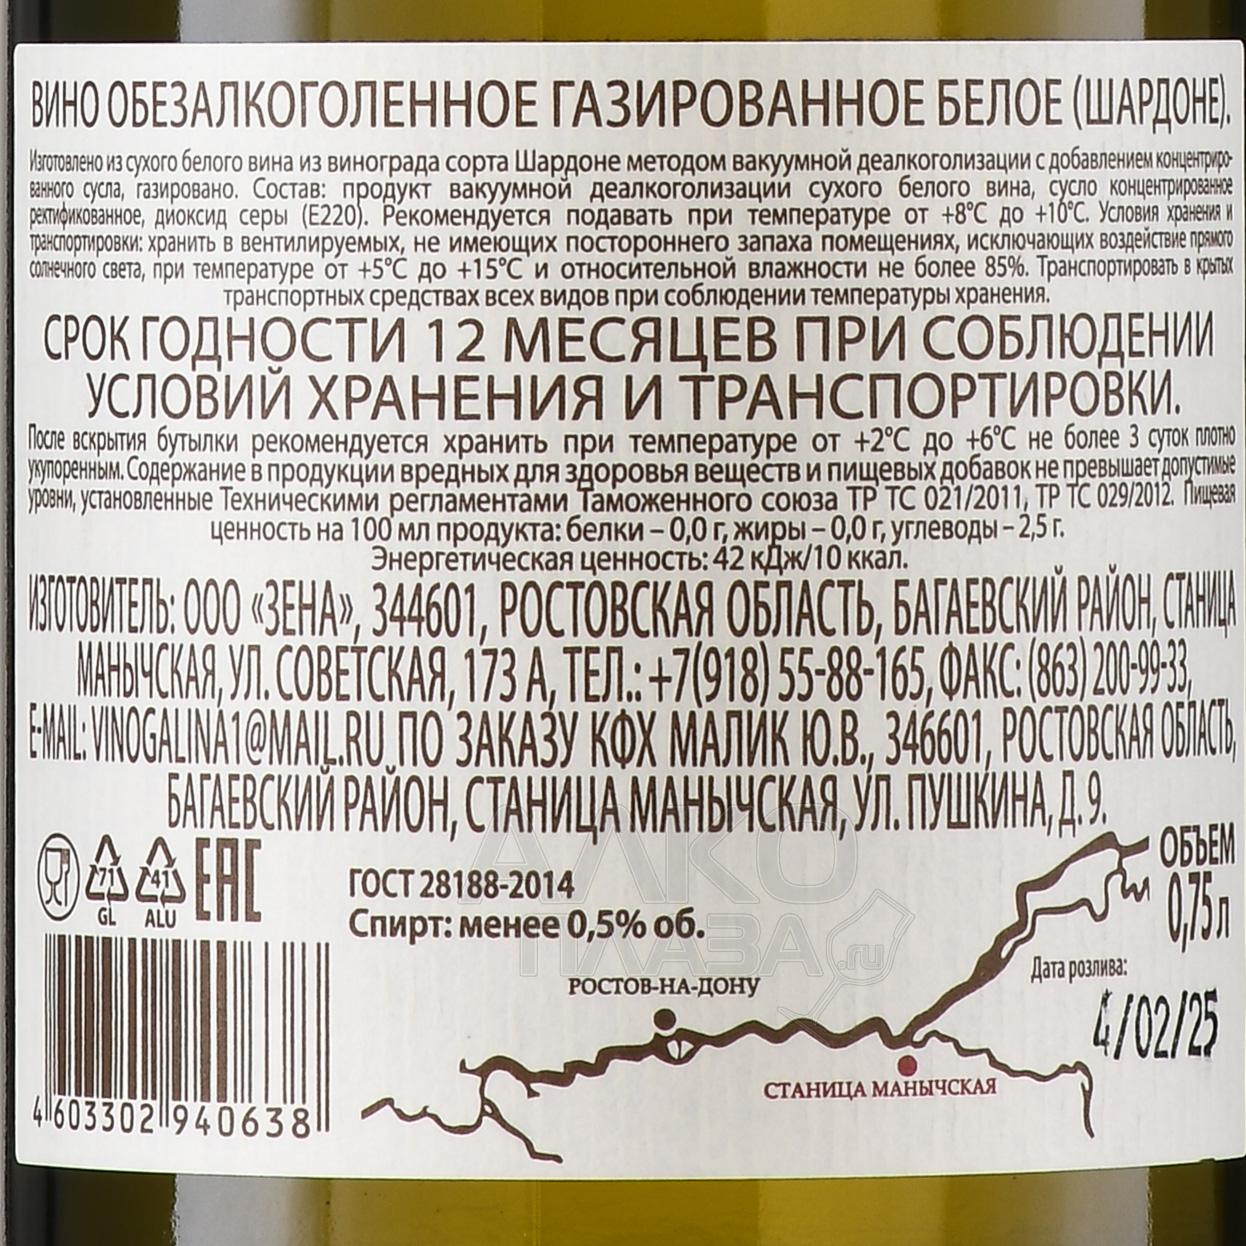 ВИНО ОБЕЗАЛКОГОЛЕННОЕ ГАЗИРОВАННОЕ БЕЛОЕ (ШАРДОНЕ).
Изготовлено из сухого белого вина из винограда сорта Шардоне методом вакуумной деалкоголизации с добавлением концентриро-
ванного сусла, газировано. Состав: продукт вакуумной деалкоголизации сухого белого вина, сусло концентрированное
ректификованное, диоксид серы (Е220). Рекомендуется подавать при температуре от +8°С до +10°С. Условия хранения и
транспортировки: хранить в вентилируемых, не имеющих постороннего запаха помещениях, исключающих воздействие прямого
солнечного света, при температуре от +5°С до +15°С и относительной влажности не более 85%. Транспортировать в крытых
транспортных средствах всех видов при соблюдении температуры хранения.
СРОК ГОДНОСТИ 12 МЕСЯЦЕВ ПРИ СОБЛЮДЕНИИ
УСЛОВИЙ ХРАНЕНИЯ И ТРАНСПОРТИРОВКИ.
После вскрытия бутылки рекомендуется хранить при температуре от +2°С до +6°С не более 3 суток плотно
укупоренным. Содержание в продукции вредных для здоровья веществ и пищевых добавок не превышает допустимые
уровни, установленные Техническими регламентами Таможенного союза ТР ТС 021/2011, ТР ТС 029/2012. Пищевая
ценность на 100 мл продукта: белки – 0,0 г, жиры – 0,0 г, углеводы – 2,5 г.
Энергетическая ценность: 42 кДж/10 ккал.
ИЗГОТОВИТЕЛЬ: ООО «ЗЕНА», 344601, РОСТОВСКАЯ ОБЛАСТЬ, БАГАЕВСКИЙ РАЙОН, СТАНИЦА
МАНЫЧСКАЯ, УЛ. СОВЕТСКАЯ, 173 А, ТЕЛ.: +7(918) 55-88-165, ФАКС: (863) 200-99-33,
E-MAIL: VINOGALINA1@MAIL.RU ПО ЗАКАЗУ КФХ МАЛИК Ю.В., 346601, РОСТОВСКАЯ ОБЛАСТЬ,
БАГАЕВСКИЙ РАЙОН, СТАНИЦА МАНЫЧСКАЯ, УЛ. ПУШКИНА, Д. 9.
71 GL
41 ALU
ЕАС
ГОСТ 28188-2014
Спирт: менее 0,5% об.
ОБЪЕМ
0,75 л
АЛКО
ПЛАЗА.ru
РОСТОВ-НА-ДОНУ
Дата розлива:
4/02/25
СТАНИЦА МАНЫЧСКАЯ
4 603302 940638